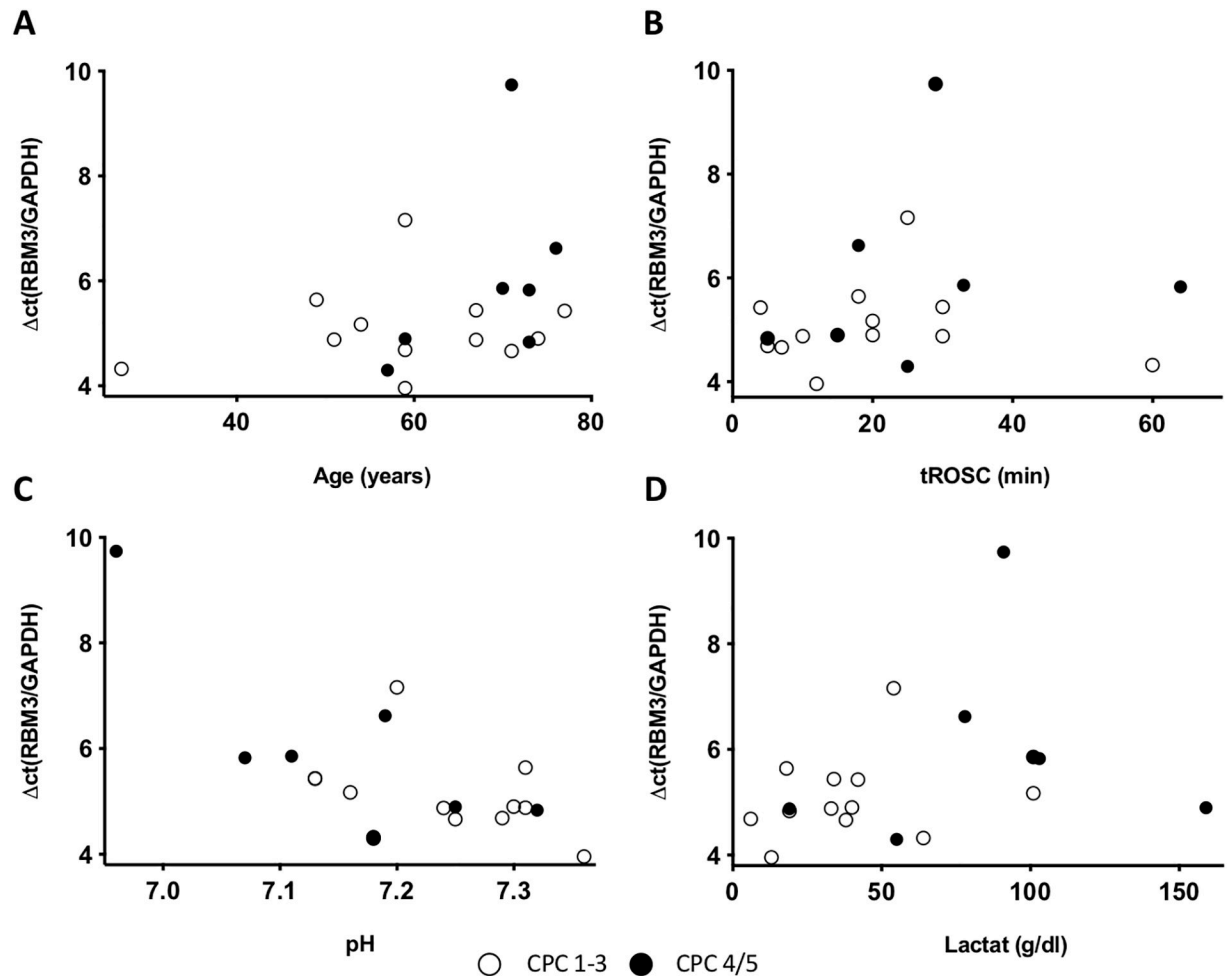 A
Δct(RBM3/GAPDH)
10
8
6
4
40
60
80
Age (years)
B
Δct(RBM3/GAPDH)
10
8
6
4
0
20
40
60
tROSC (min)
C
Δct(RBM3/GAPDH)
10
8
6
4
7.0
7.1
7.2
7.3
pH
D
Δct(RBM3/GAPDH)
10
8
6
4
0
50
100
150
Lactat (g/dl)
CPC 1-3
CPC 4/5